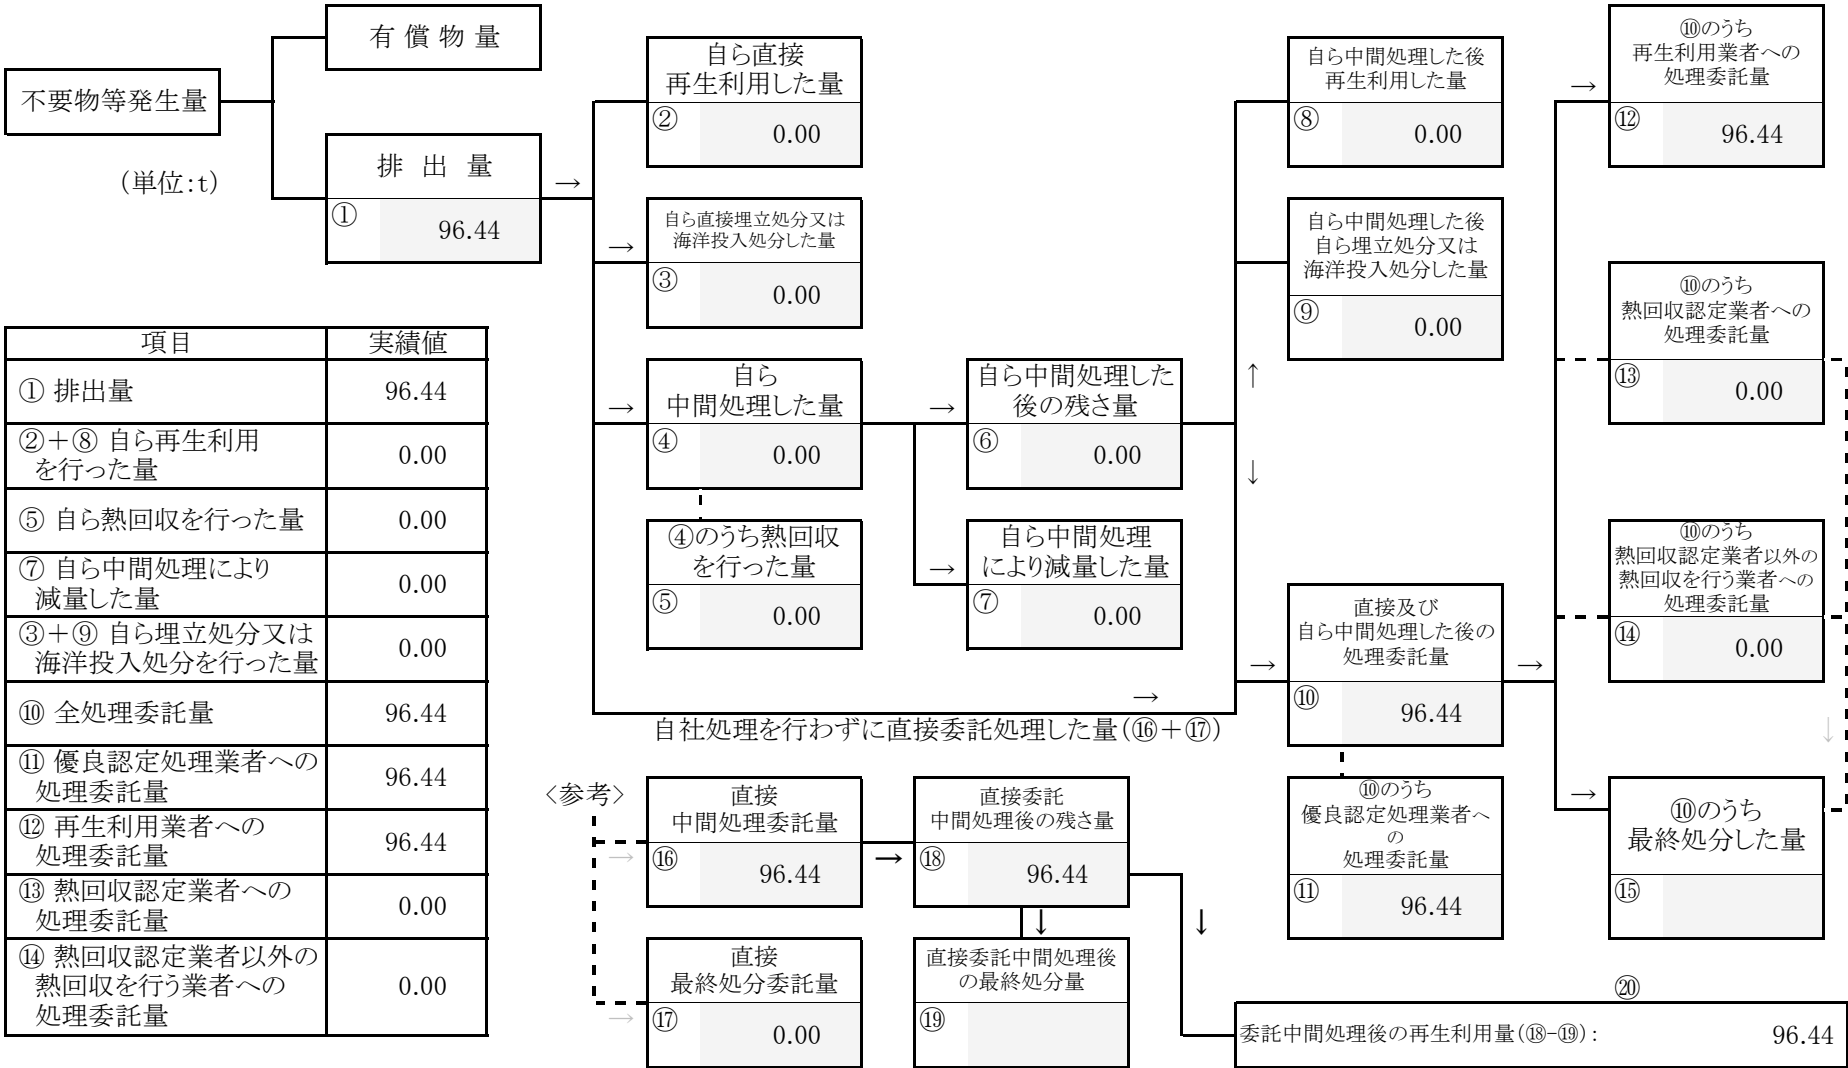 有 償 物 量
不要物等発生量
排 出 量
①
96.44
(単位:t)
→
自ら直接
再生利用した量
②
0.00
→
自ら直接埋立処分又は
海洋投入処分した量
③
0.00
→
自ら
中間処理した量
④
0.00
④のうち熱回収
を行った量
⑤
0.00
→
自ら中間処理した
後の残さ量
⑥
0.00
→
自ら中間処理
により減量した量
⑦
0.00
→
自社処理を行わずに直接委託処理した量(⑯+⑰)
自ら中間処理した後
再生利用した量
⑧
0.00
自ら中間処理した後
自ら埋立処分又は
海洋投入処分した量
⑨
0.00
↑
↓
→
直接及び
自ら中間処理した後の
処理委託量
⑩
96.44
⑩のうち
優良認定処理業者へ
の
処理委託量
⑪
96.44
→
→
⑩のうち
再生利用業者への
処理委託量
⑫
96.44
⑩のうち
熱回収認定業者への
処理委託量
⑬
0.00
⑩のうち
熱回収認定業者以外の
熱回収を行う業者への
処理委託量
⑭
0.00
↓
→
⑩のうち
最終処分した量
⑮
項目 実績値
① 排出量 96.44
②+⑧ 自ら再生利用
を行った量 0.00
⑤ 自ら熱回収を行った量 0.00
⑦ 自ら中間処理により
減量した量 0.00
③+⑨ 自ら埋立処分又は
海洋投入処分を行った量 0.00
⑩ 全処理委託量 96.44
⑪ 優良認定処理業者への
処理委託量 96.44
⑫ 再生利用業者への
処理委託量 96.44
⑬ 熱回収認定業者への
処理委託量 0.00
⑭ 熱回収認定業者以外の
熱回収を行う業者への
処理委託量 0.00
<参考>
→
直接
中間処理委託量
⑯
96.44
→
直接委託
中間処理後の残さ量
⑱
96.44
↓
↓
→
直接
最終処分委託量
⑰
0.00
直接委託中間処理後
の最終処分量
⑲
⑳
委託中間処理後の再生利用量(⑱-⑲): 96.44